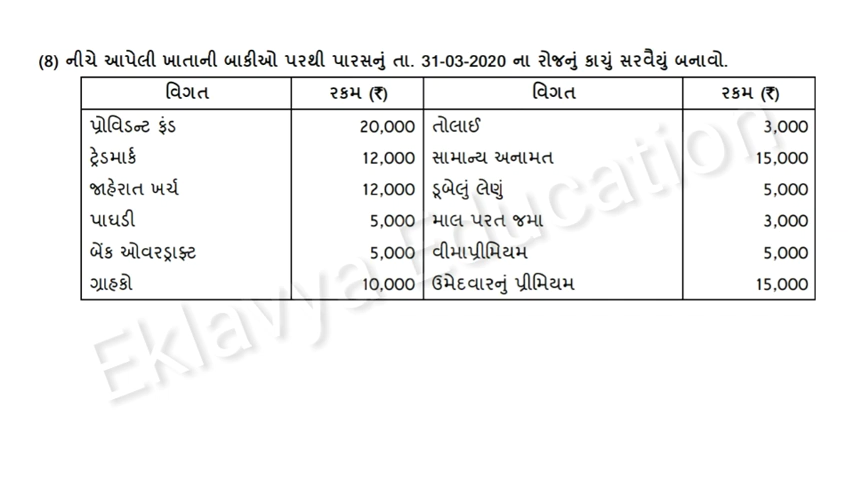 (8) નીચે આપેલી ખાતાની બાકીઓ પરથી પારસનું તા. 31-03-2020 ના રોજનું કાચું સરવૈયું બનાવો.
વિગત રકમ (₹) વિગત રકમ (₹)
પ્રોવિડન્ટ ફંડ 20,000 તોલાઈ 3,000
ટ્રેડમાર્ક 12,000 સામાન્ય અનામત 15,000
જાહેરાત ખર્ચ 12,000 ડૂબેલું લેણું 5,000
પાઘડી 5,000 માલ પરત જમા 3,000
બેંક ઓવરડ્રાફ્ટ 5,000 વીમાપ્રીમિયમ 5,000
ગ્રાહકો 10,000 ઉમેદવારનું પ્રીમિયમ 15,000
Eklavya Education